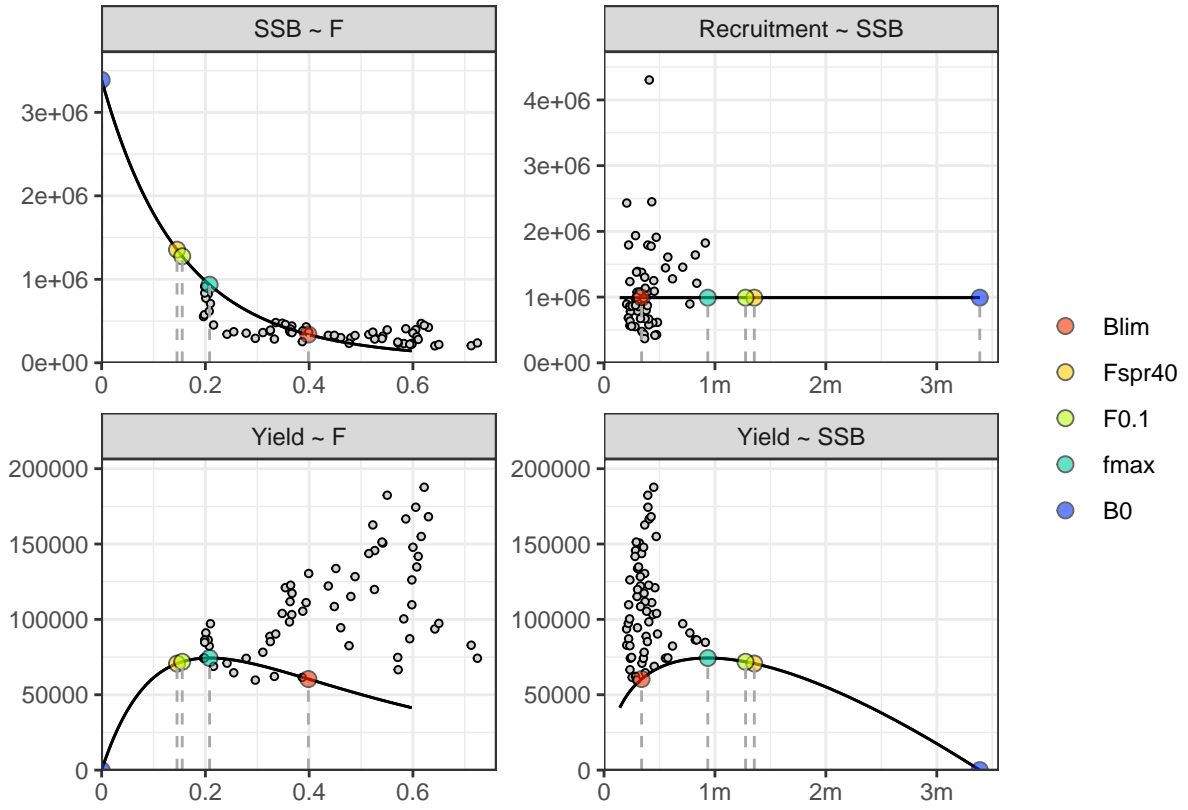 SSB ~ F
Recruitment ~ SSB
3e+06
2e+06
1e+06
0e+00
0
0.2
0.4
0.6
4e+06
3e+06
2e+06
1e+06
0e+00
0
1m
2m
3m
Yield ~ F
Yield ~ SSB
200000
150000
100000
50000
0
0
0.2
0.4
0.6
200000
150000
100000
50000
0
0
1m
2m
3m
Blim
Fspr40
F0.1
fmax
B0